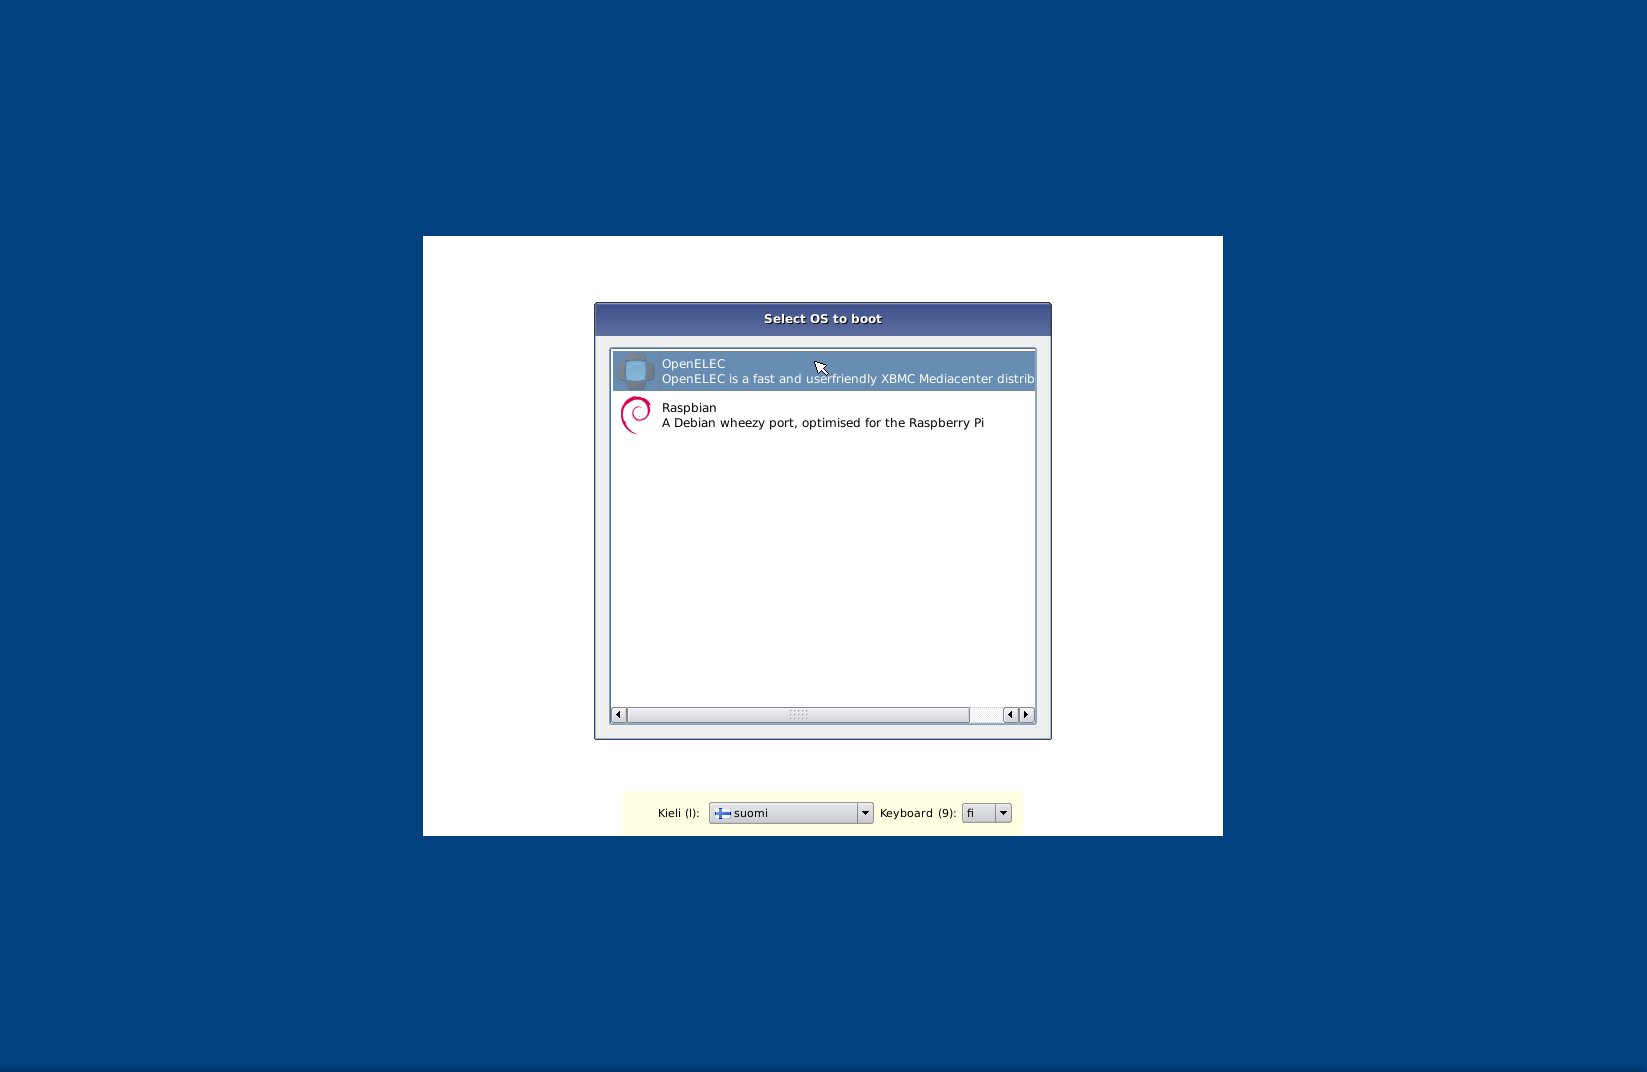 Select OS to boot
OpenELEC
OpenELEC is a fast and userfriendly XBMC Mediacenter distrib
Raspbian
A Debian wheezy port, optimised for the Raspberry Pi
Kieli (l): suomi Keyboard (9): fi